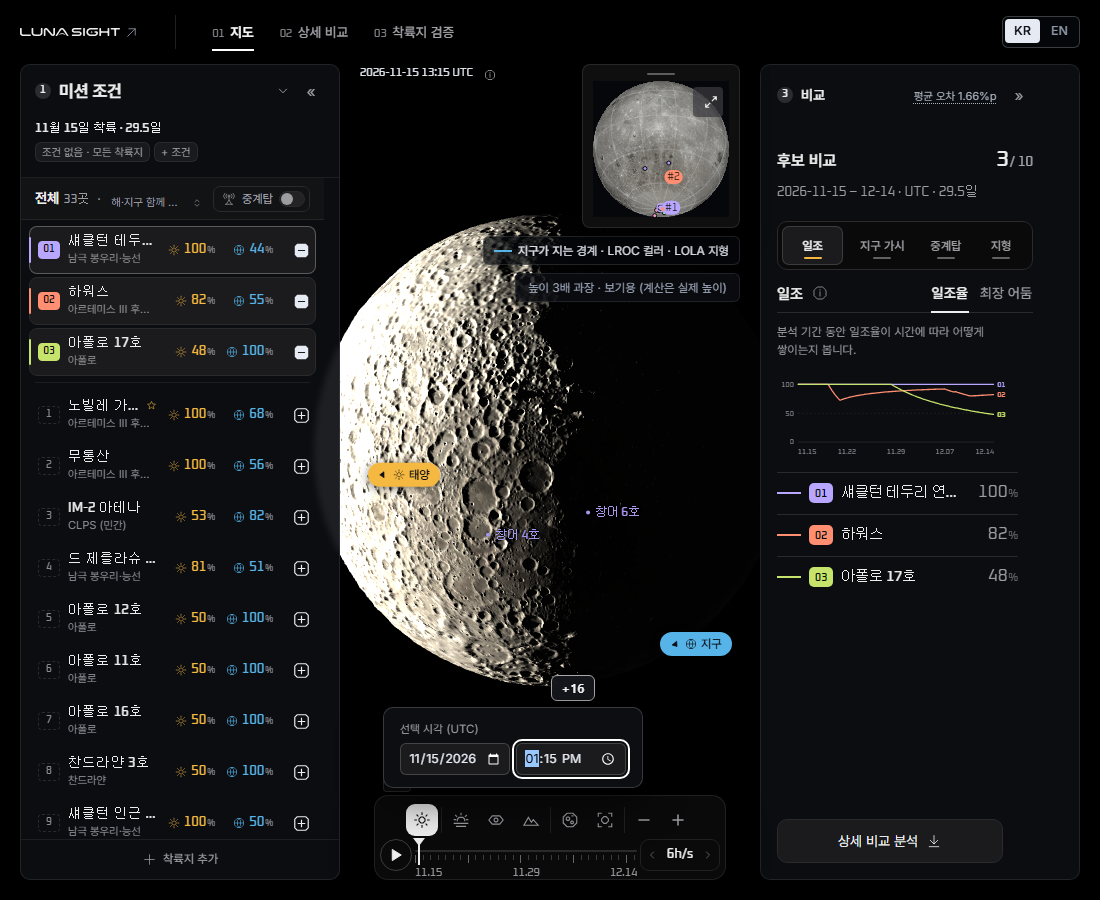 LUNA SIGHT
01 지도
02 상세 비교
03 착륙지 검증
KR
EN
1 미션 조건
11월 15일 착륙 · 29.5일
조건 없음 · 모든 착륙지
+ 조건
전체 33곳 · 해·지구 함께 ...
중계탑
01 섀클턴 테두... 100% 44%
남극 봉우리·능선
02 하워스 82% 55%
아르테미스 III 후...
03 아폴로 17호 48% 100%
아폴로
1 노빌레 가... 100% 68%
아르테미스 III 후...
2 무통산 100% 56%
아르테미스 III 후...
3 IM-2 아테나 53% 82%
CLPS (민간)
4 드 제를라슈 ... 81% 51%
남극 봉우리·능선
5 아폴로 12호 50% 100%
아폴로
6 아폴로 11호 50% 100%
아폴로
7 아폴로 16호 50% 100%
아폴로
8 찬드라얀 3호 50% 100%
찬드라얀
9 섀클턴 인근 ... 100% 50%
남극 봉우리·능선
+ 착륙지 추가
2026-11-15 13:15 UTC
#2
#1
지구가 지는 경계 · LROC 컬러 · LOLA 지형
높이 3배 과장 · 보기용 (계산은 실제 높이)
태양
창어 6호
창어 4호
지구
+16
선택 시각 (UTC)
11/15/2026
01:15 PM
6h/s
11.15
11.29
12.14
3 비교
평균 오차 1.66%p
후보 비교
3 / 10
2026-11-15 – 12-14 · UTC · 29.5일
일조
지구 가시
중계탑
지형
일조
일조율
최장 어둠
분석 기간 동안 일조율이 시간에 따라 어떻게
쌓이는지 봅니다.
100
50
0
01
02
03
11.15
11.22
11.29
12.07
12.14
01 섀클턴 테두리 연... 100%
02 하워스 82%
03 아폴로 17호 48%
상세 비교 분석